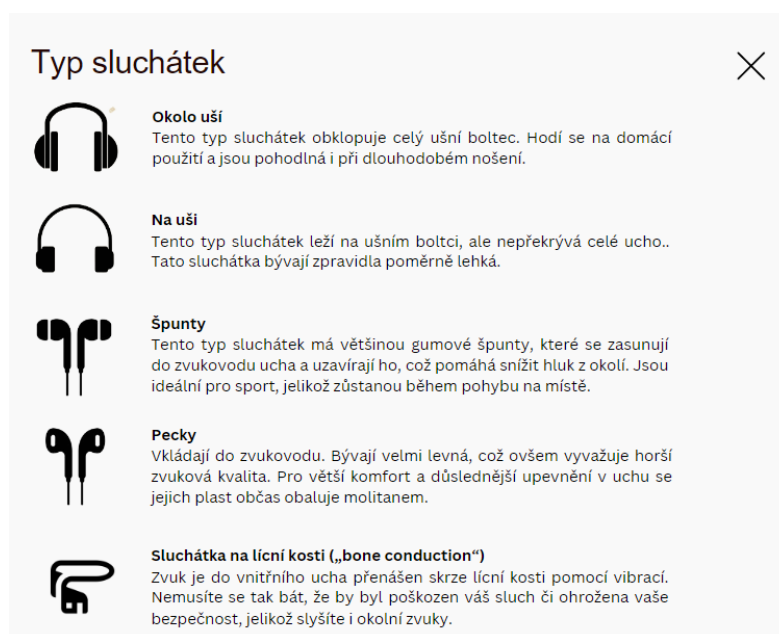 Typ sluchátek
Okolo uší
Tento typ sluchátek obklopuje celý ušní boltec. Hodí se na domácí
použití a jsou pohodlná i při dlouhodobém nošení.
Na uši
Tento typ sluchátek leží na ušním boltci, ale nepřekrývá celé ucho..
Tato sluchátka bývají zpravidla poměrně lehká.
Špunty
Tento typ sluchátek má většinou gumové špunty, které se zasunují
do zvukovodu ucha a uzavírají ho, což pomáhá snížit hluk z okolí. Jsou
ideální pro sport, jelikož zůstanou během pohybu na místě.
Pecky
Vkládají do zvukovodu. Bývají velmi levná, což ovšem vyvažuje horší
zvuková kvalita. Pro větší komfort a důslednější upevnění v uchu se
jejich plast občas obaluje molitanem.
Sluchátka na lícní kosti („bone conduction“)
Zvuk je do vnitřního ucha přenášen skrze lícní kosti pomocí vibrací.
Nemusíte se tak bát, že by byl poškozen váš sluch či ohrožena vaše
bezpečnost, jelikož slyšíte i okolní zvuky.